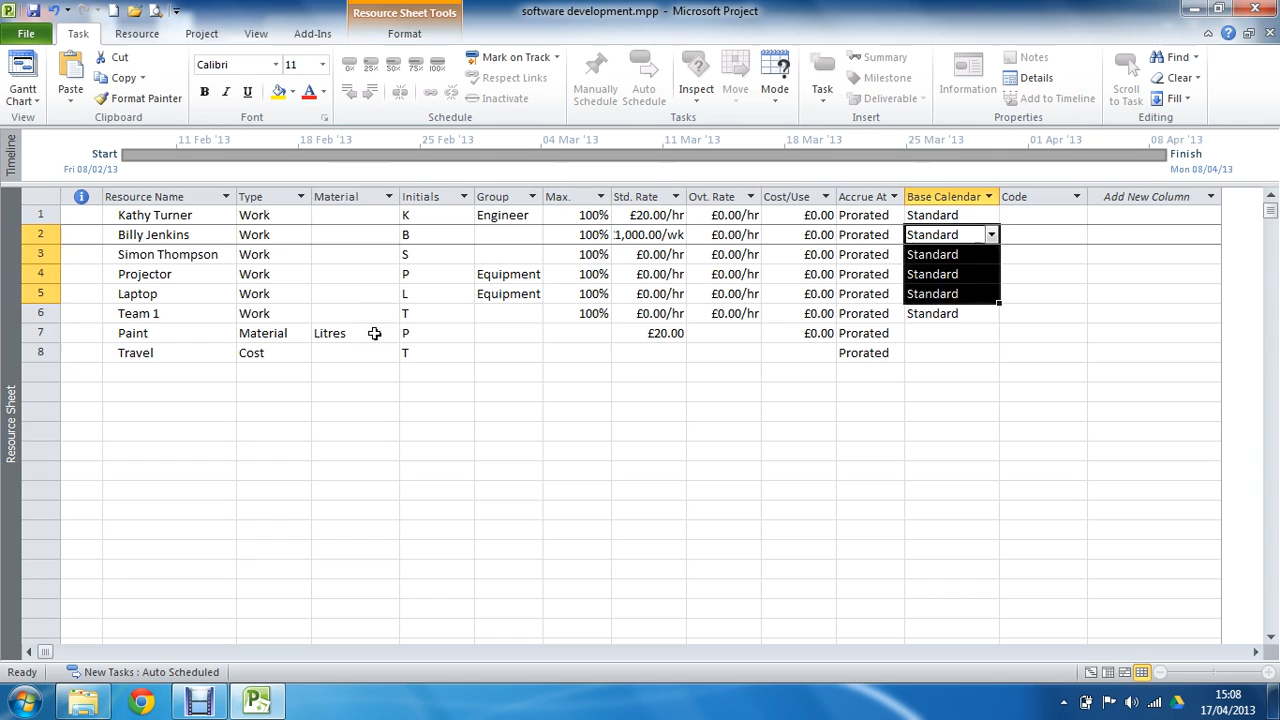 Resource Sheet Tools
software development.mpp - Microsoft Project
File Task Resource Project View Add-Ins Format
Gantt Chart
View
Paste
Cut
Copy
Format Painter
Clipboard
Calibri 11
B I U A
Font
0% 25% 50% 75% 100%
Mark on Track
Respect Links
Inactivate
Schedule
Manually Schedule
Auto Schedule
Inspect
Move
Mode
Tasks
Task
Summary
Milestone
Deliverable
Insert
Information
Notes
Details
Add to Timeline
Properties
Scroll to Task
Find
Clear
Fill
Editing
Timeline
11 Feb '13 18 Feb '13 25 Feb '13 04 Mar '13 11 Mar '13 18 Mar '13 25 Mar '13 01 Apr '13 08 Apr '13
Start Finish
Fri 08/02/13 Mon 08/04/13
Resource Name Type Material Initials Group Max. Std. Rate Ovt. Rate Cost/Use Accrue At Base Calendar Code Add New Column
1 Kathy Turner Work K Engineer 100% £20.00/hr £0.00/hr £0.00 Prorated Standard
2 Billy Jenkins Work B 100% 1,000.00/wk £0.00/hr £0.00 Prorated Standard
3 Simon Thompson Work S 100% £0.00/hr £0.00/hr £0.00 Prorated Standard
4 Projector Work P Equipment 100% £0.00/hr £0.00/hr £0.00 Prorated Standard
5 Laptop Work L Equipment 100% £0.00/hr £0.00/hr £0.00 Prorated Standard
6 Team 1 Work T 100% £0.00/hr £0.00/hr £0.00 Prorated Standard
7 Paint Material Litres P £20.00 £0.00 Prorated
8 Travel Cost T Prorated
Resource Sheet
Ready New Tasks : Auto Scheduled
15:08
17/04/2013